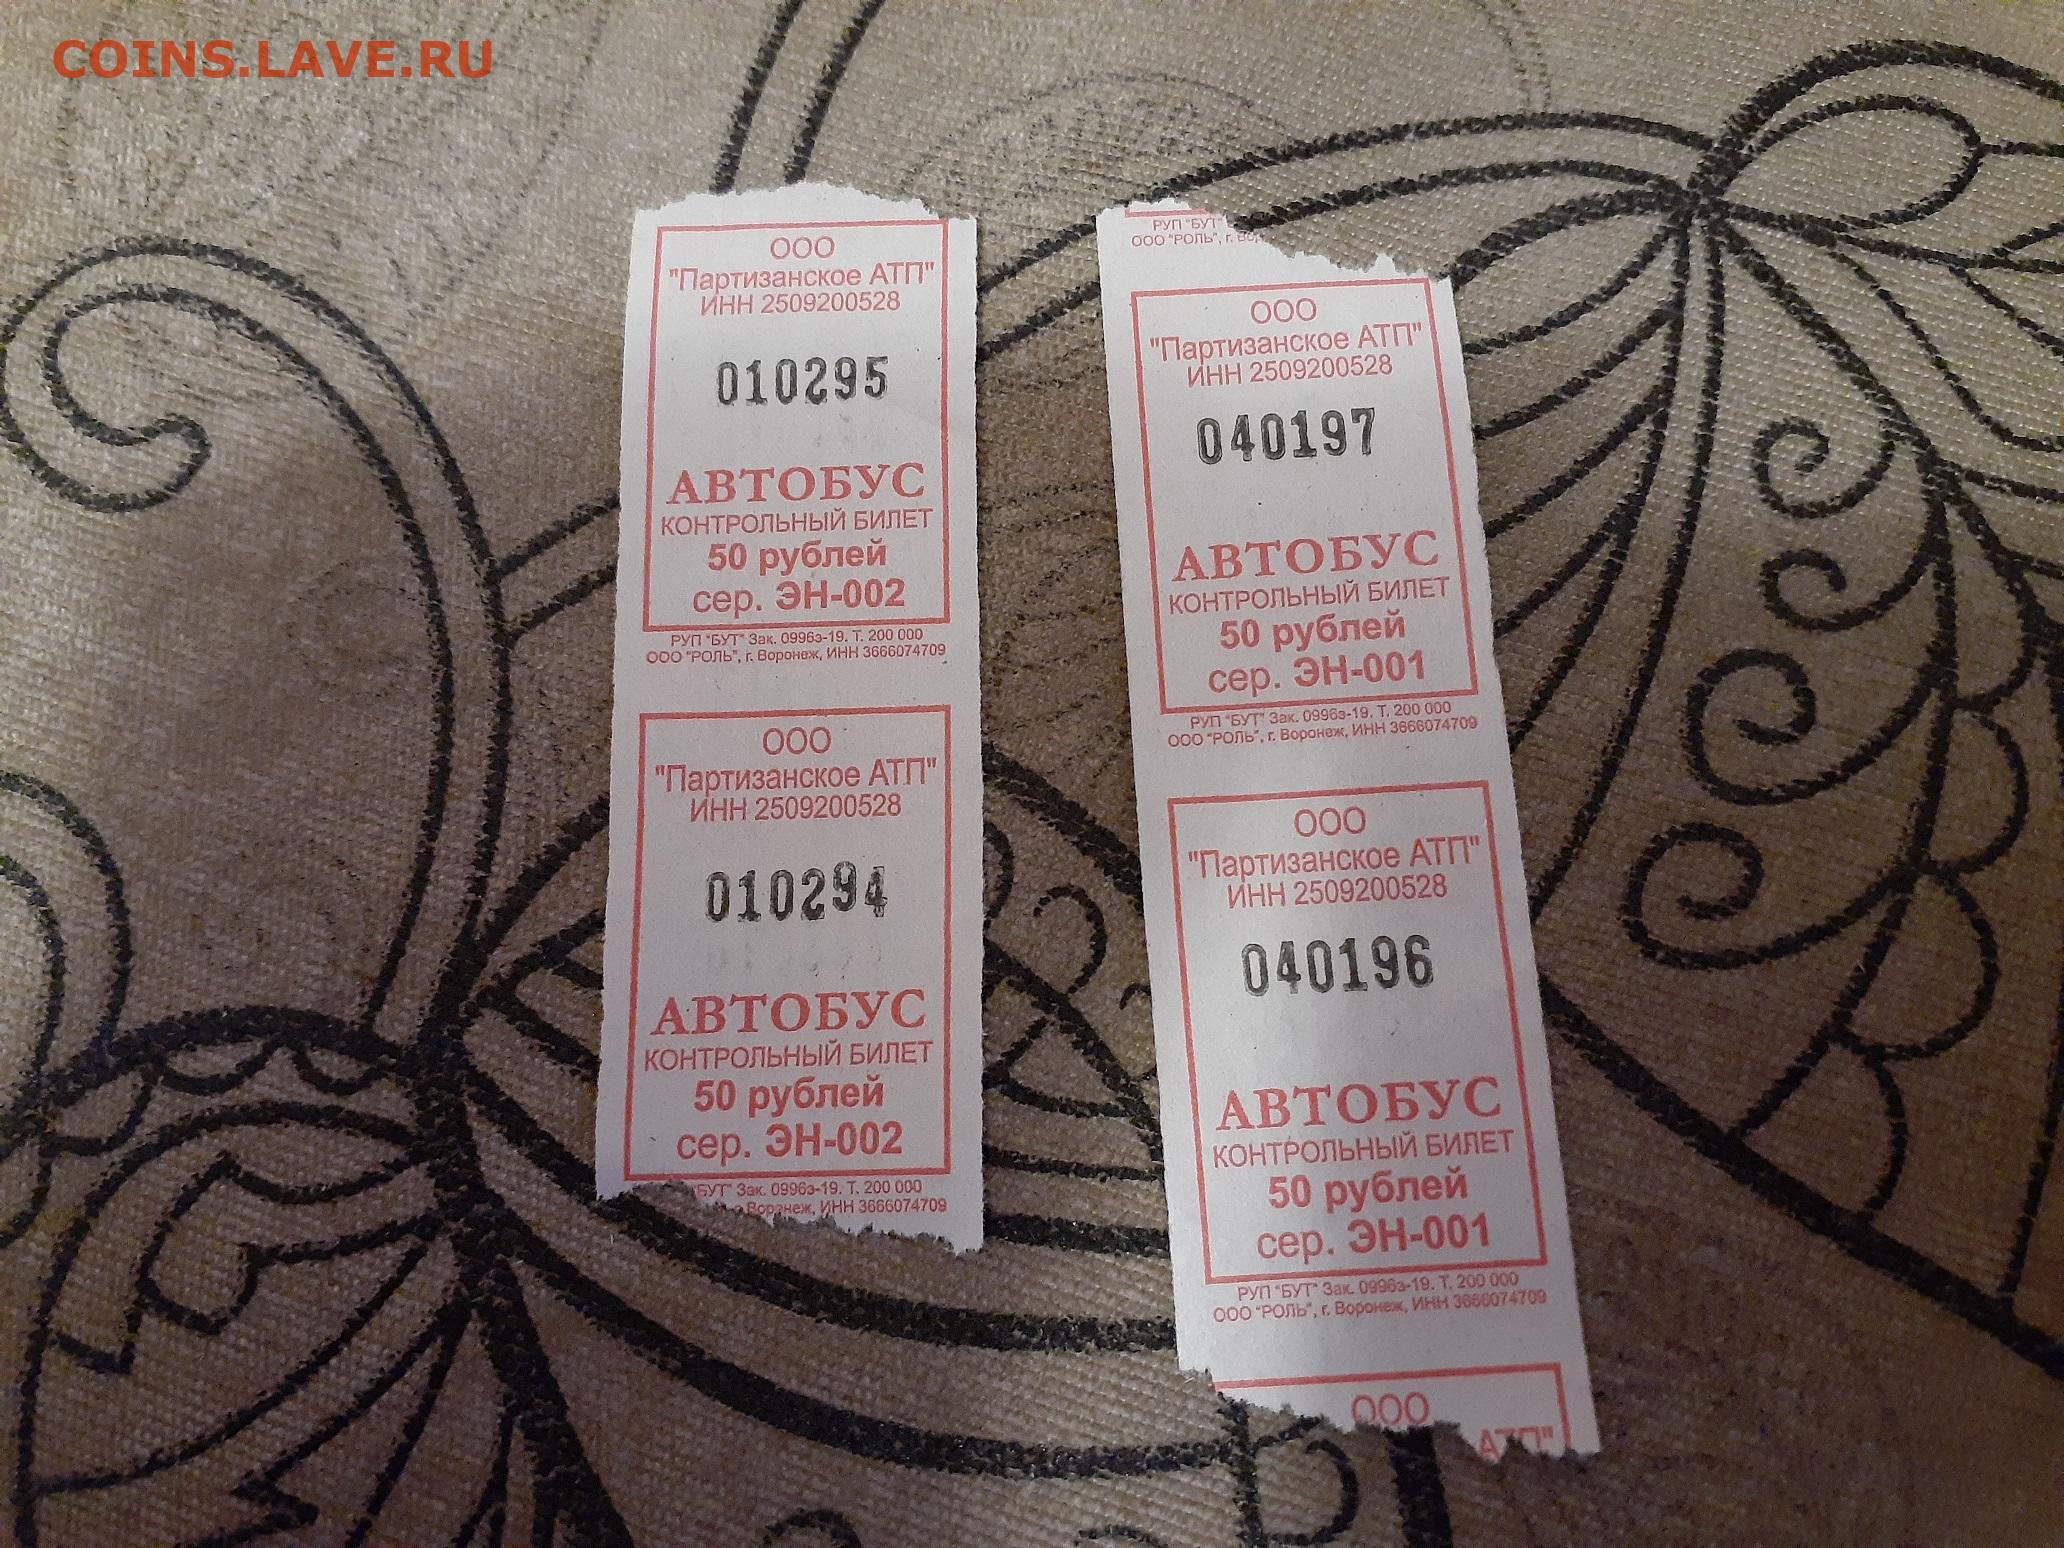 COINS.LAVE.RU
ООО
"Партизанское АТП"
ИНН 2509200528
010295
АВТОБУС
КОНТРОЛЬНЫЙ БИЛЕТ
50 рублей
сер. ЭН-002
РУП "БУТ" Зак. 0996з-19. Т. 200 000
ООО "РОЛЬ", г. Воронеж, ИНН 3666074709
ООО
"Партизанское АТП"
ИНН 2509200528
010294
АВТОБУС
КОНТРОЛЬНЫЙ БИЛЕТ
50 рублей
сер. ЭН-002
БУТ" Зак. 0996з-19. Т. 200 000
Воронеж, ИНН 3666074709
РУП "БУТ"
ООО "РОЛЬ", г.
ООО
"Партизанское АТП"
ИНН 2509200528
040197
АВТОБУС
КОНТРОЛЬНЫЙ БИЛЕТ
50 рублей
сер. ЭН-001
РУП "БУТ" Зак. 0996з-19. Т. 200 000
ООО "РОЛЬ", г. Воронеж, ИНН 3666074709
ООО
"Партизанское АТП"
ИНН 2509200528
040196
АВТОБУС
КОНТРОЛЬНЫЙ БИЛЕТ
50 рублей
сер. ЭН-001
РУП "БУТ" Зак. 0996з-19. Т. 200 000
ООО "РОЛЬ", г. Воронеж, ИНН 3666074709
ООО
АТП"